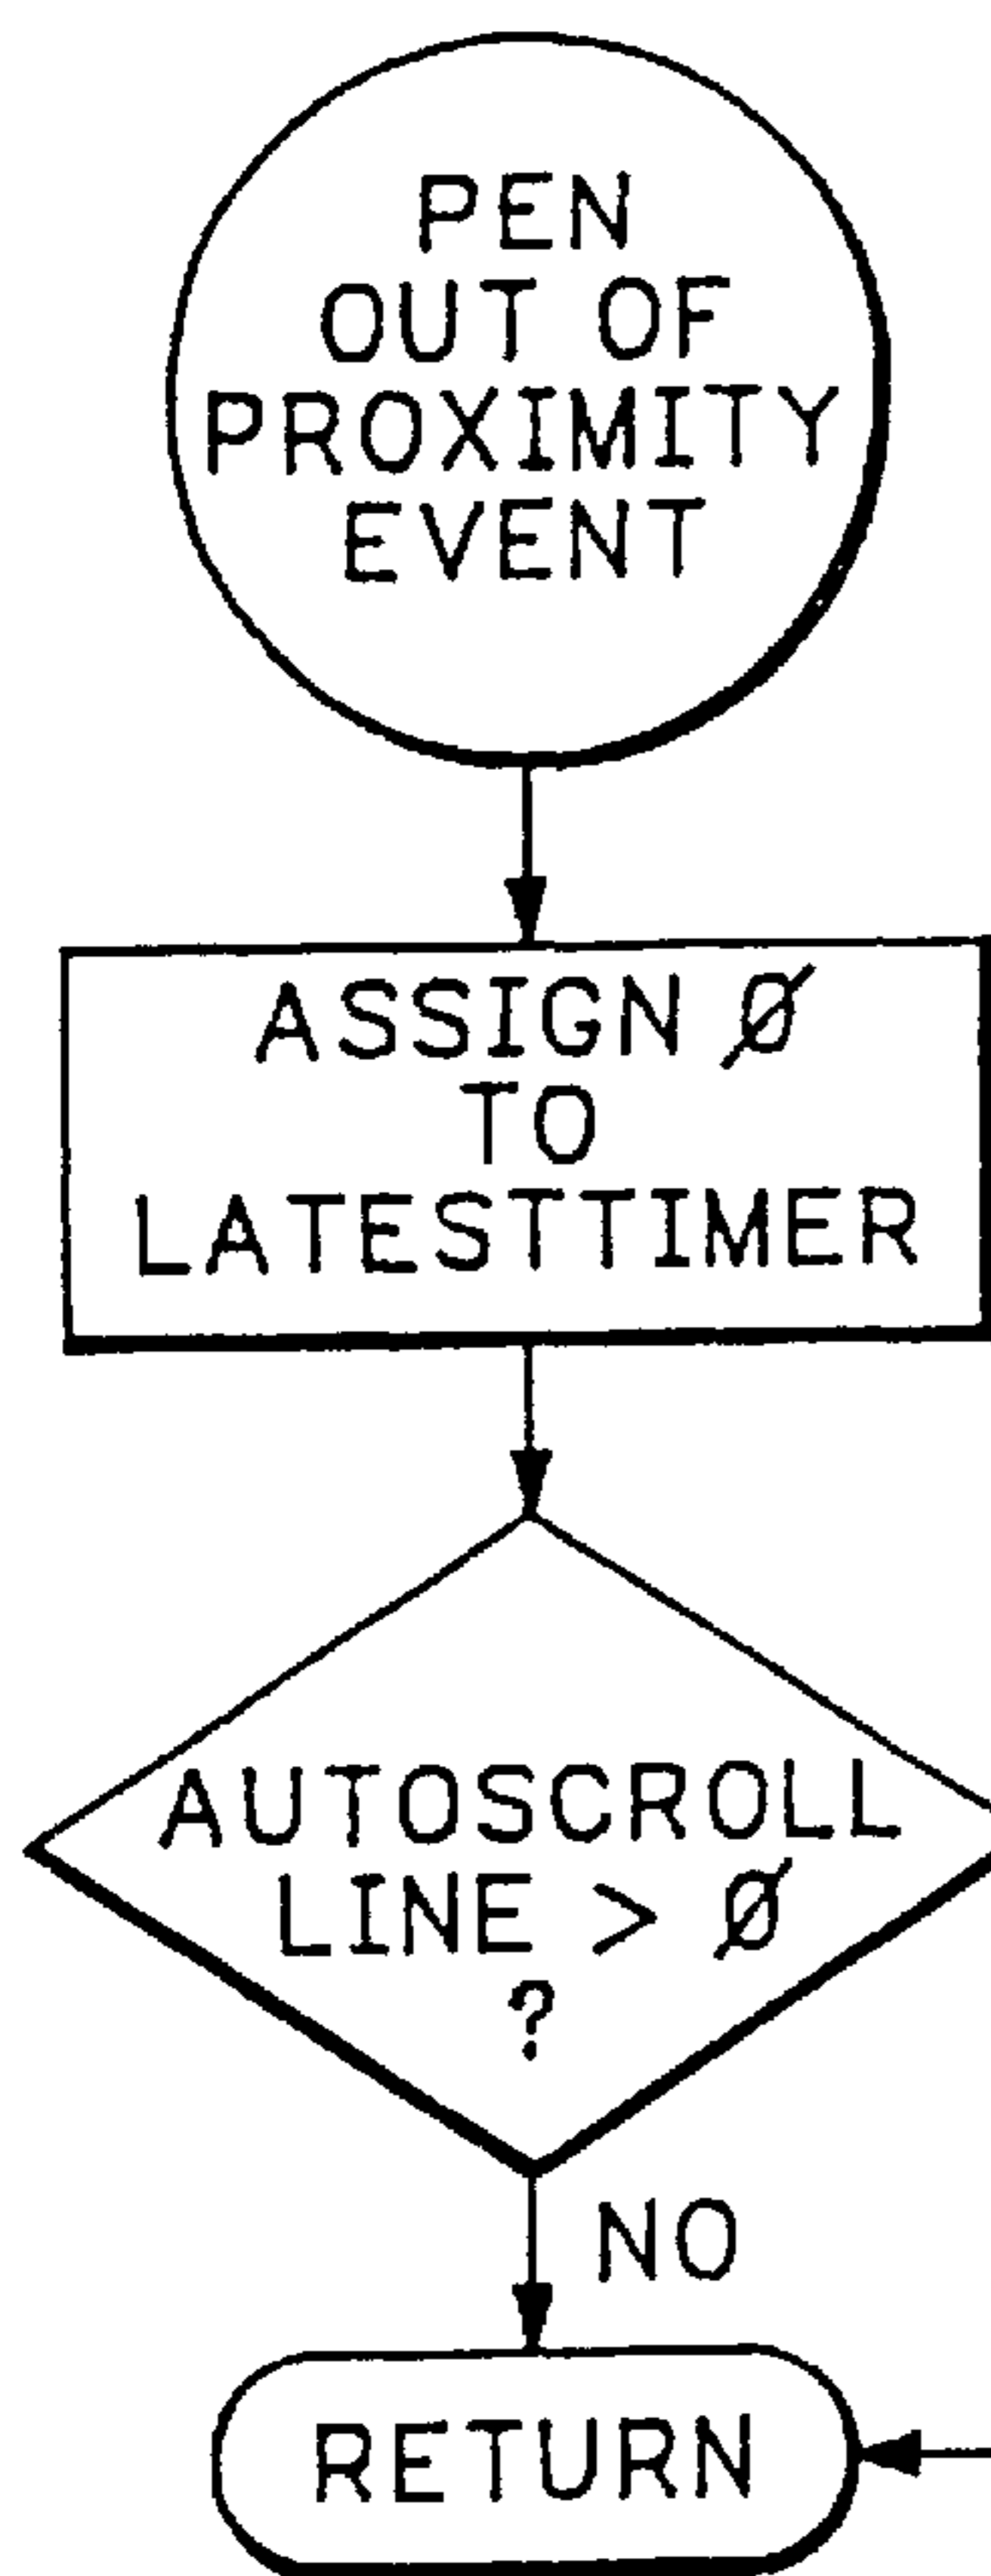 PEN
OUT OF
PROXIMITY
EVENT
ASSIGN Ø
TO
LATESTTIMER
AUTOSCROLL
LINE > Ø
?
NO
RETURN